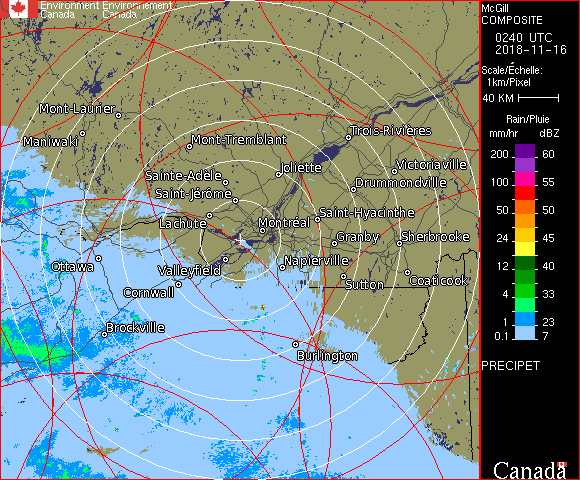 Environment Environnement
Canada Canada
McGill
COMPOSITE
0240 UTC
2018-11-16
Scale/Échelle:
1km/Pixel
40 KM
Rain/Pluie
mm/hr dBZ
200 60
150 55
100 55
50 50
24 45
12 40
4 33
1 23
0.1 7
PRECIPET
Mont-Laurier
Maniwaki
Mont-Tremblant
Trois-Rivières
Joliette
Victoriaville
Sainte-Adèle
Drummondville
Saint-Jérôme
Saint-Hyacinthe
Lachute
Montréal
Granby
Sherbrooke
Ottawa
Napierville
Valleyfield
Coaticook
Sutton
Cornwall
Brockville
Burlington
Canada